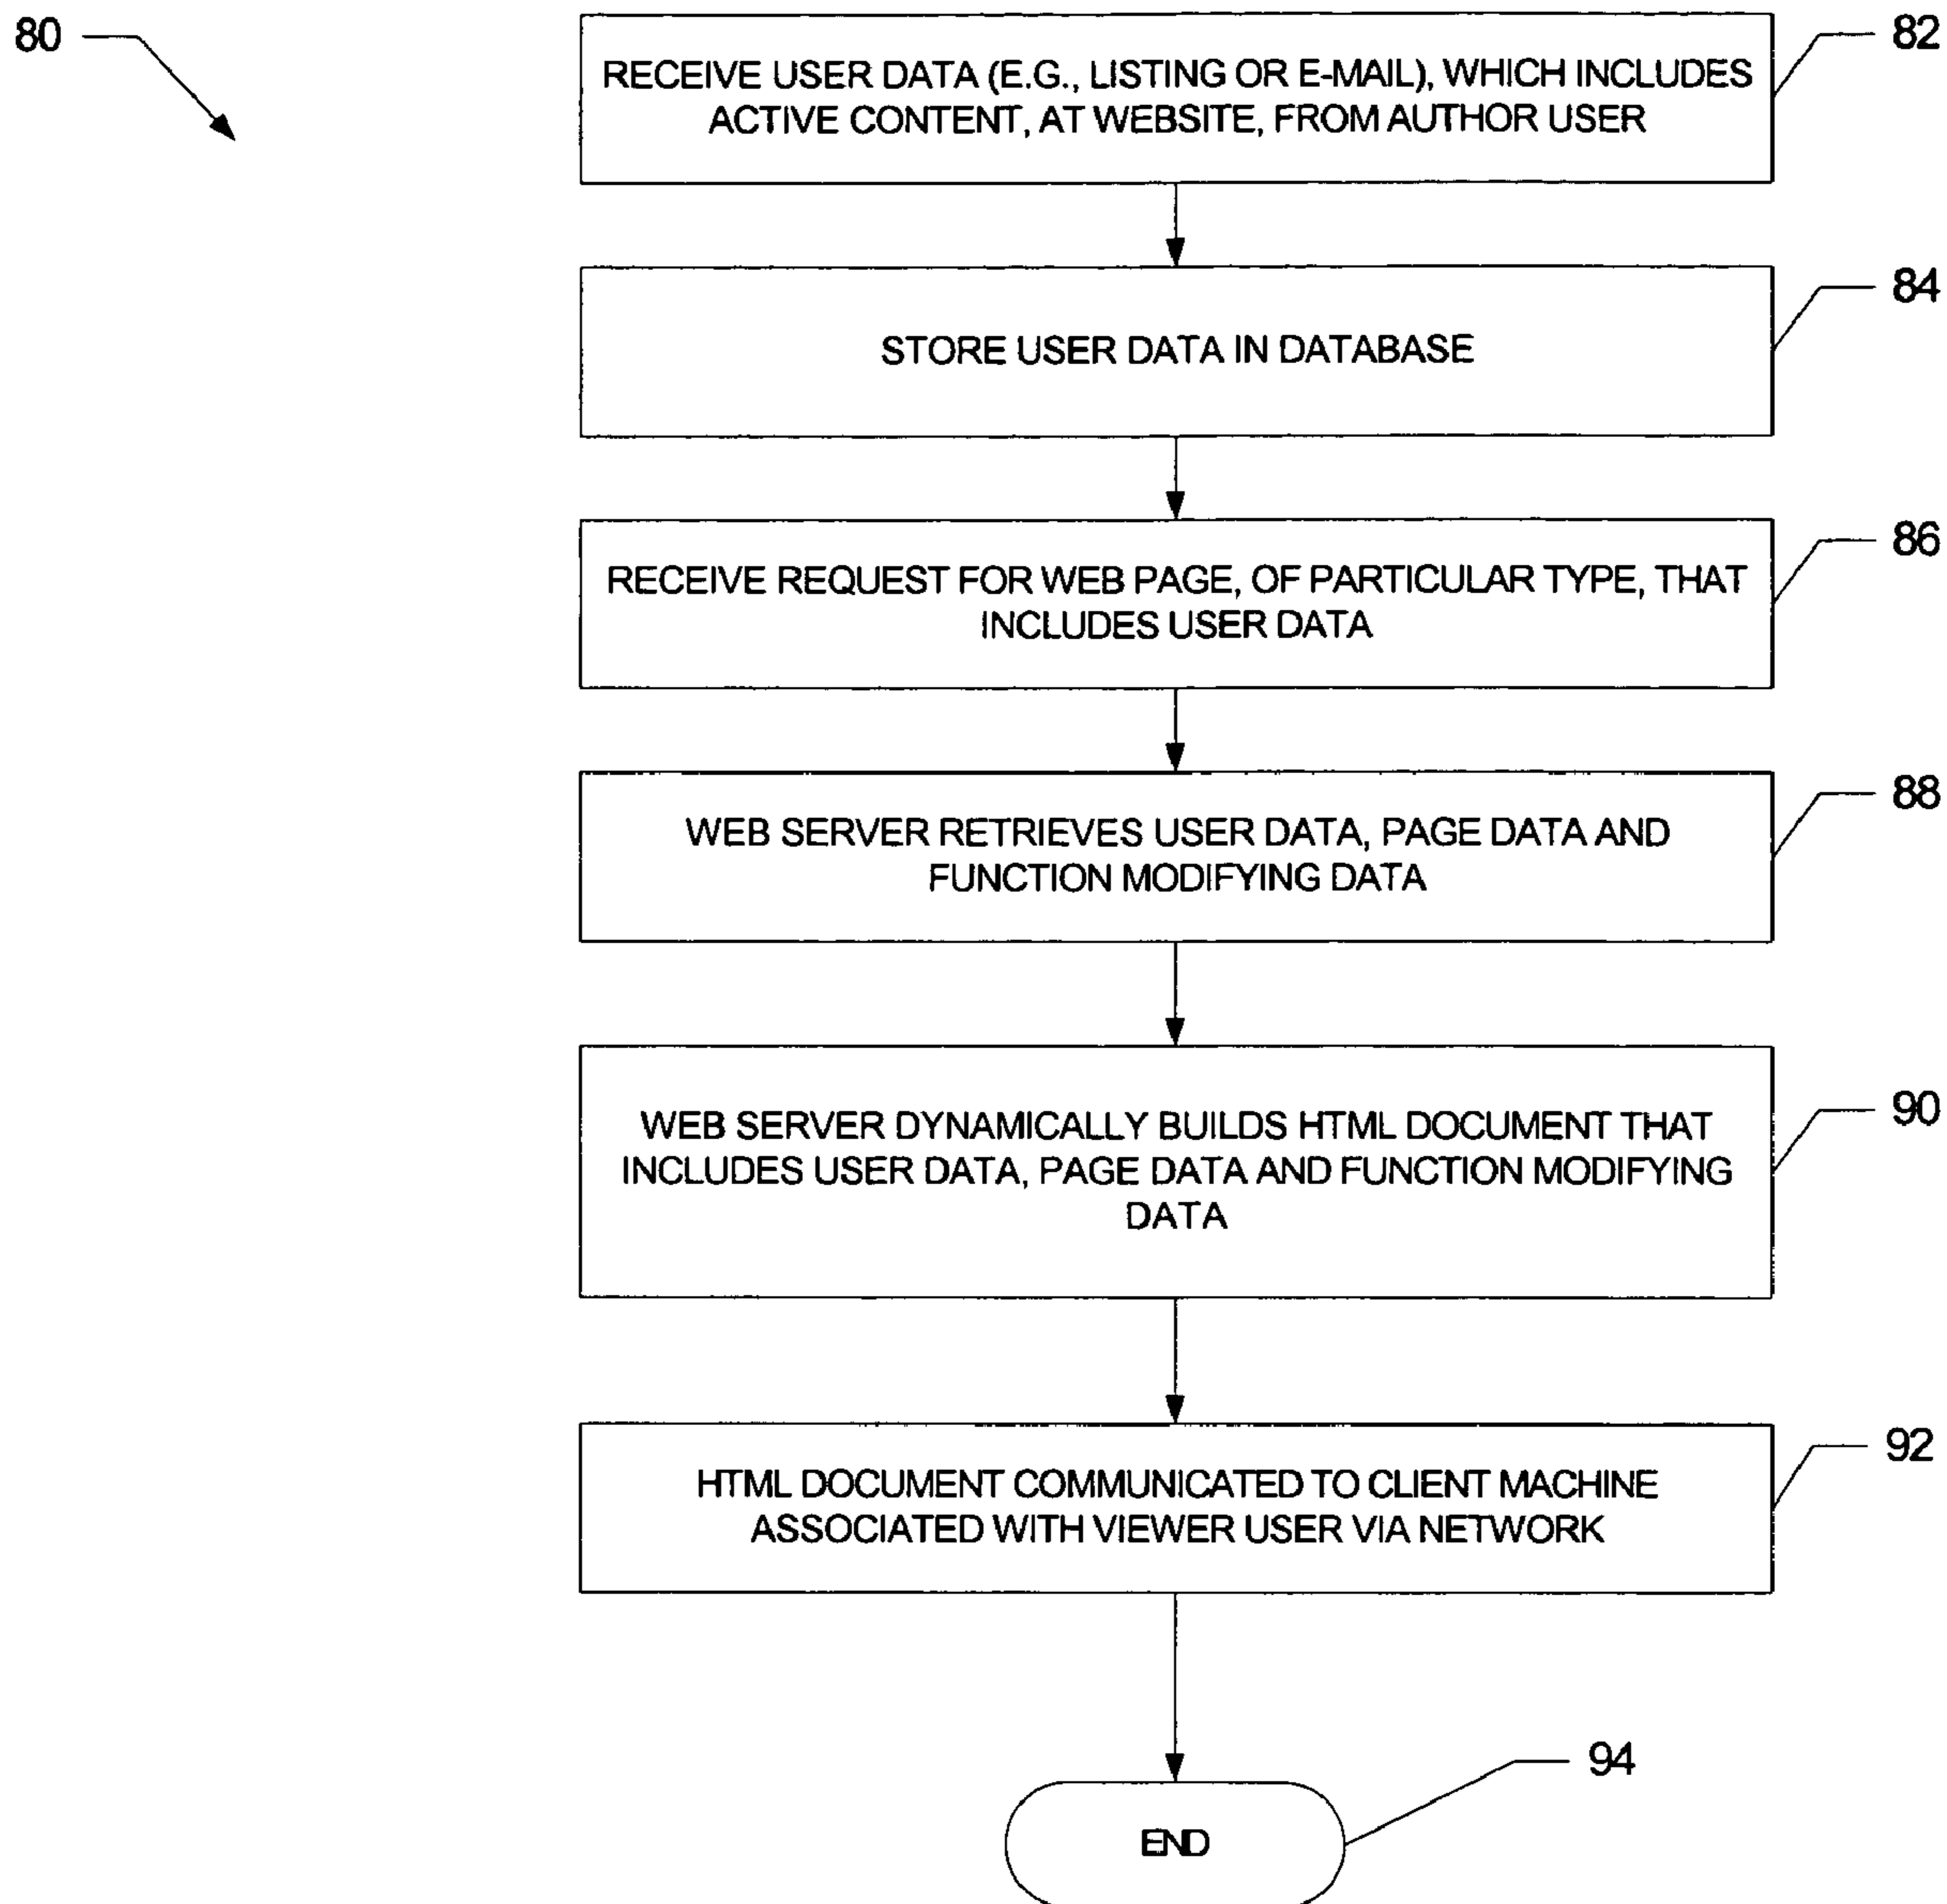 80
82
RECEIVE USER DATA (E.G., LISTING OR E-MAIL), WHICH INCLUDES
ACTIVE CONTENT, AT WEBSITE, FROM AUTHOR USER
84
STORE USER DATA IN DATABASE
86
RECEIVE REQUEST FOR WEB PAGE, OF PARTICULAR TYPE, THAT
INCLUDES USER DATA
88
WEB SERVER RETRIEVES USER DATA, PAGE DATA AND
FUNCTION MODIFYING DATA
90
WEB SERVER DYNAMICALLY BUILDS HTML DOCUMENT THAT
INCLUDES USER DATA, PAGE DATA AND FUNCTION MODIFYING
DATA
92
HTML DOCUMENT COMMUNICATED TO CLIENT MACHINE
ASSOCIATED WITH VIEWER USER VIA NETWORK
94
END